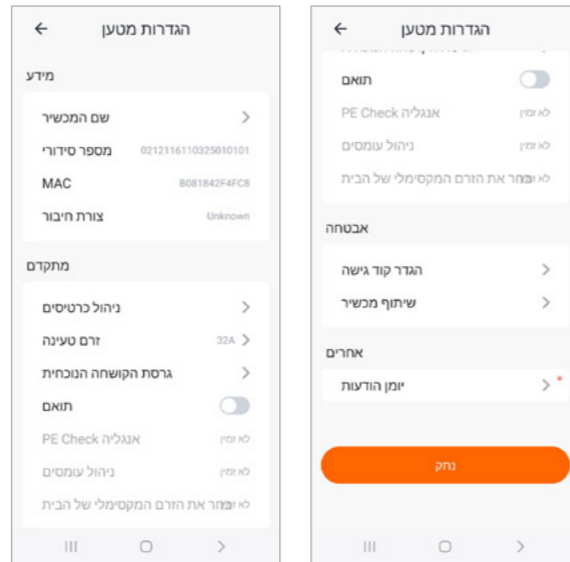 הגדרות מטען
מידע
שם המכשיר
מספר סידורי 0212116110325010101
MAC B081842F4FC8
צורת חיבור Unknown
מתקדם
ניהול כרטיסים
זרם טעינה 32A
גרסת הקושחה הנוכחית
תואם
PE Check אנגליה לא זמין
ניהול עומסים לא זמין
את הזרם המקסימלי של הבית
הגדרות מטען
תואם
PE Check אנגליה לא זמין
ניהול עומסים לא זמין
את הזרם המקסימלי של הבית
אבטחה
הגדר קוד גישה
שיתוף מכשיר
אחרים
יומן הודעות
נתק